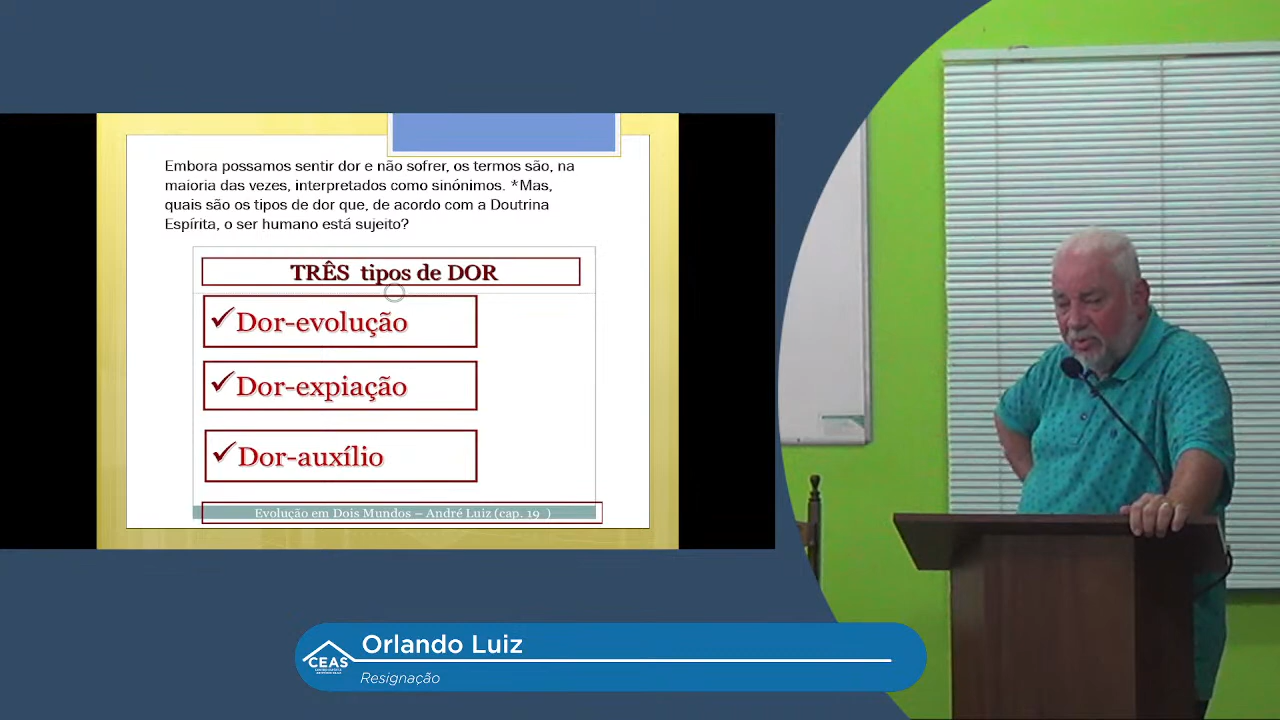 Embora possamos sentir dor e não sofrer, os termos são, na
maioria das vezes, interpretados como sinónimos. *Mas,
quais são os tipos de dor que, de acordo com a Doutrina
Espírita, o ser humano está sujeito?
TRÊS tipos de DOR
✓Dor-evolução
✓Dor-expiação
✓Dor-auxílio
Evolução em Dois Mundos – André Luiz (cap. 19 )
CEAS
Orlando Luiz
Resignação